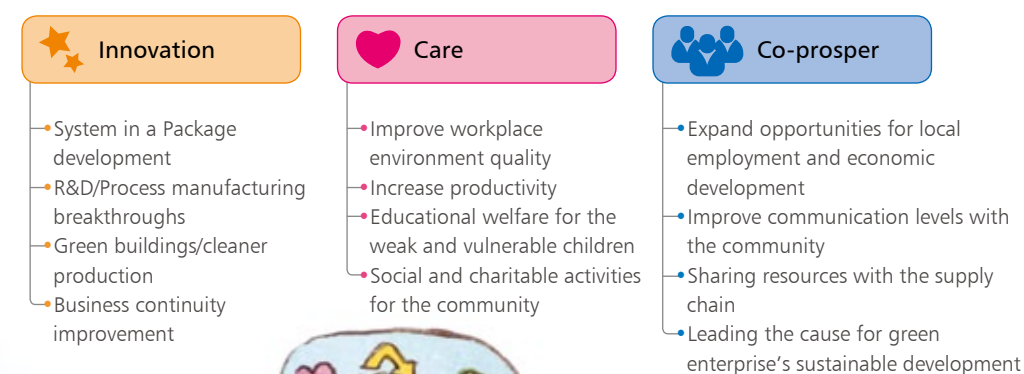 Innovation
System in a Package
development
R&D/Process manufacturing
breakthroughs
Green buildings/cleaner
production
Business continuity
improvement
Care
Improve workplace
environment quality
Increase productivity
Educational welfare for the
weak and vulnerable children
Social and charitable activities
for the community
Co-prosper
Expand opportunities for local
employment and economic
development
Improve communication levels with
the community
Sharing resources with the supply
chain
Leading the cause for green
enterprise's sustainable development